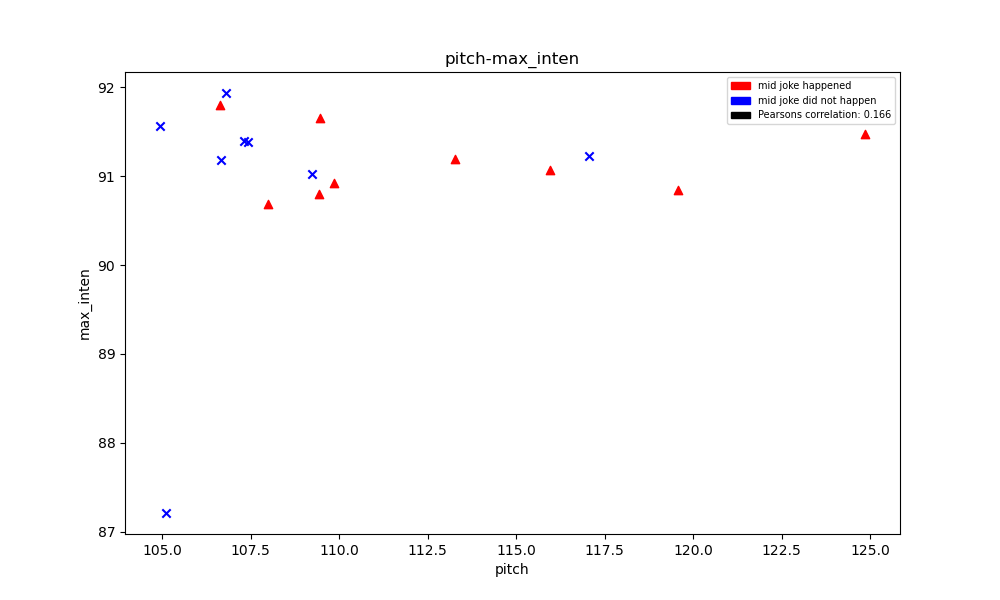 pitch-max_inten
mid joke happened
mid joke did not happen
Pearsons correlation: 0.166
92
91
90
89
88
87
max_inten
105.0 107.5 110.0 112.5 115.0 117.5 120.0 122.5 125.0
pitch